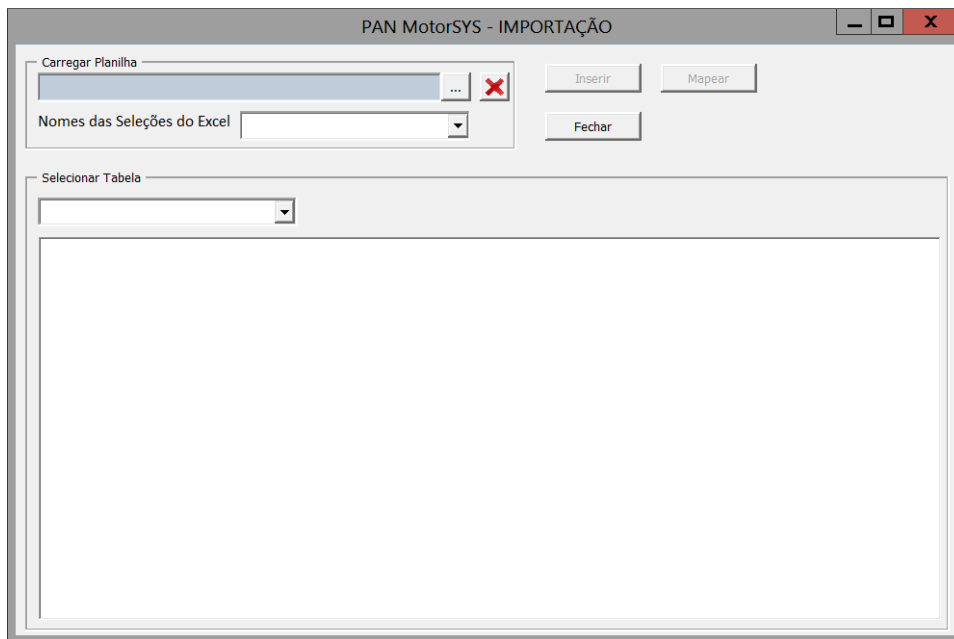 PAN MotorSYS - IMPORTAÇÃO
X
Carregar Planilha
...
Nomes das Seleções do Excel
Inserir
Mapear
Fechar
Selecionar Tabela